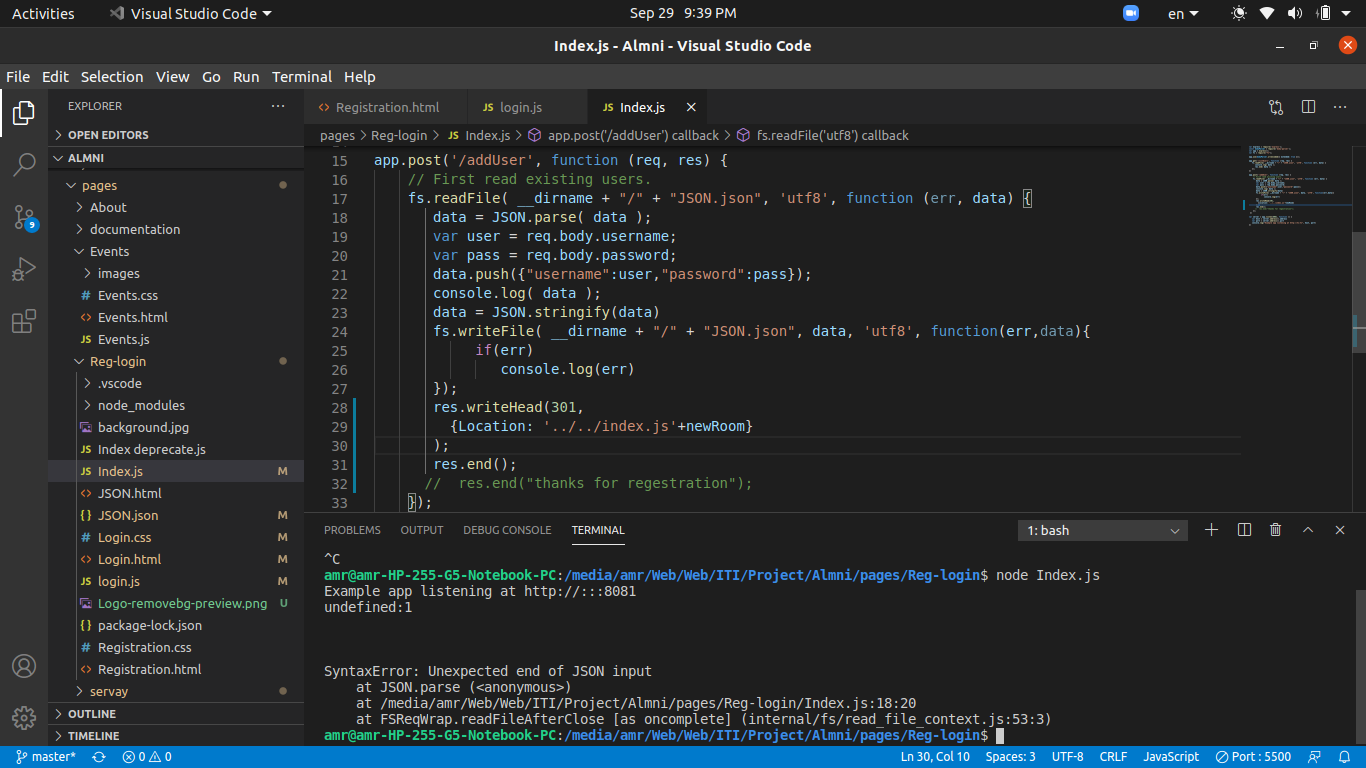 Activities Visual Studio Code Sep 29 9:39 PM en
Index.js - Almni - Visual Studio Code
File Edit Selection View Go Run Terminal Help
EXPLORER
OPEN EDITORS
ALMNI
pages
About
documentation
Events
images
# Events.css
<> Events.html
JS Events.js
Reg-login
.vscode
node_modules
background.jpg
JS Index deprecate.js
JS Index.js M
<> JSON.html
{} JSON.json M
# Login.css M
<> Login.html M
JS login.js M
Logo-removebg-preview.png U
{} package-lock.json
# Registration.css
<> Registration.html
servay
OUTLINE
TIMELINE
9
<> Registration.html JS login.js JS Index.js
pages > Reg-login > JS Index.js > app.post('/addUser') callback > fs.readFile('utf8') callback
15 app.post('/addUser', function (req, res) {
16 // First read existing users.
17 fs.readFile( __dirname + "/" + "JSON.json", 'utf8', function (err, data) {
18 data = JSON.parse( data );
19 var user = req.body.username;
20 var pass = req.body.password;
21 data.push({"username":user,"password":pass});
22 console.log( data );
23 data = JSON.stringify(data)
24 fs.writeFile( __dirname + "/" + "JSON.json", data, 'utf8', function(err,data){
25 if(err)
26 console.log(err)
27 });
28 res.writeHead(301,
29 {Location: '../../index.js'+newRoom}
30 );
31 res.end();
32 // res.end("thanks for regestration");
33 });
PROBLEMS OUTPUT DEBUG CONSOLE TERMINAL 1: bash
^C
amr@amr-HP-255-G5-Notebook-PC:/media/amr/Web/Web/ITI/Project/Almni/pages/Reg-login$ node Index.js
Example app listening at http://:::8081
undefined:1
SyntaxError: Unexpected end of JSON input
at JSON.parse (<anonymous>)
at /media/amr/Web/Web/ITI/Project/Almni/pages/Reg-login/Index.js:18:20
at FSReqWrap.readFileAfterClose [as oncomplete] (internal/fs/read_file_context.js:53:3)
amr@amr-HP-255-G5-Notebook-PC:/media/amr/Web/Web/ITI/Project/Almni/pages/Reg-login$
master* 0 0 Ln 30, Col 10 Spaces: 3 UTF-8 CRLF JavaScript Port : 5500